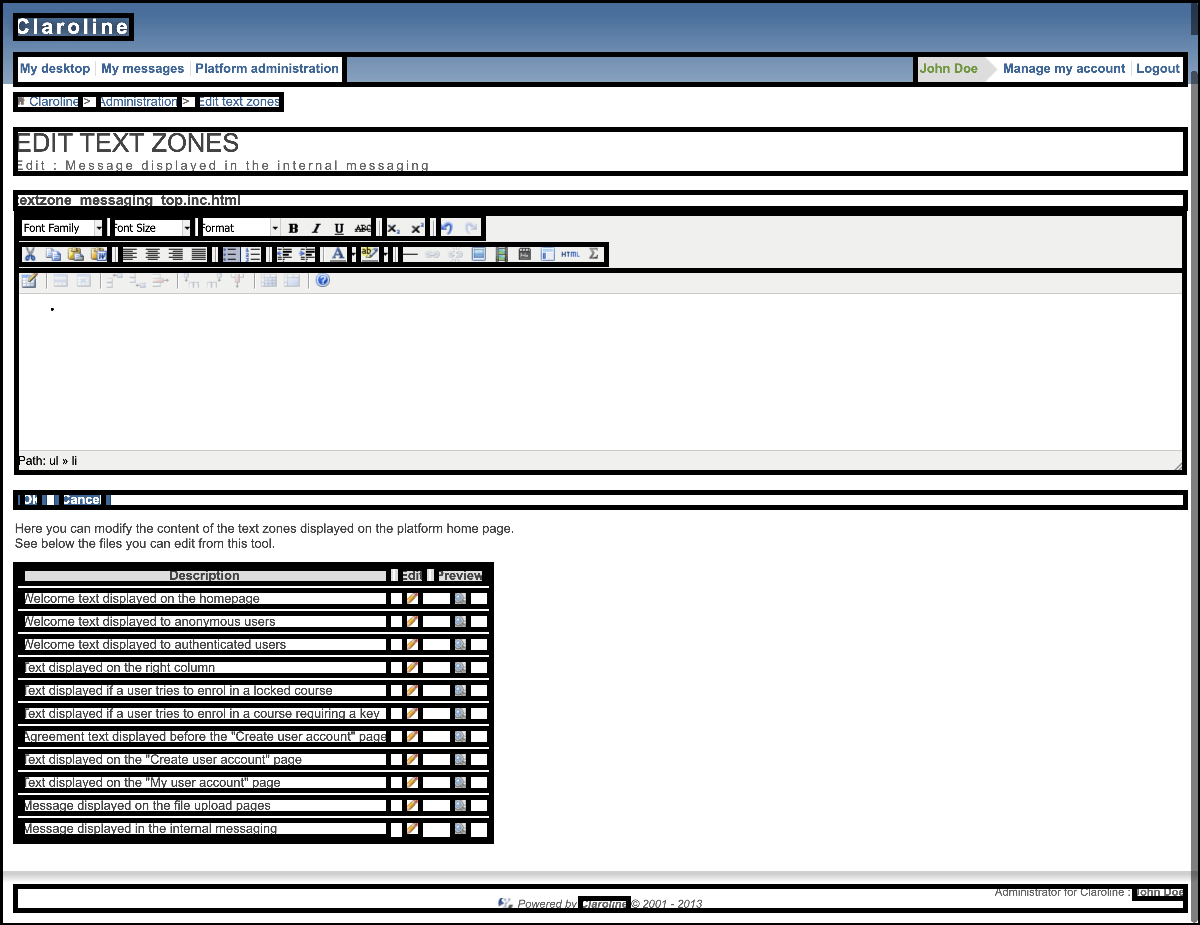 Claroline
My desktop My messages Platform administration John Doe Manage my account Logout
Claroline > Administration > Edit text zones
EDIT TEXT ZONES
Edit : Message displayed in the internal messaging
textzone_messaging_top.inc.html
Font Family Font Size Format B I U ABC x₂ x²
A ab HTML Σ
Path: ul » li
Ok Cancel
Here you can modify the content of the text zones displayed on the platform home page.
See below the files you can edit from this tool.
Description Edit Preview
Welcome text displayed on the homepage
Welcome text displayed to anonymous users
Welcome text displayed to authenticated users
Text displayed on the right column
Text displayed if a user tries to enrol in a locked course
Text displayed if a user tries to enrol in a course requiring a key
Agreement text displayed before the "Create user account" page
Text displayed on the "Create user account" page
Text displayed on the "My user account" page
Message displayed on the file upload pages
Message displayed in the internal messaging
Administrator for Claroline : John Doe
Powered by Claroline © 2001 - 2013